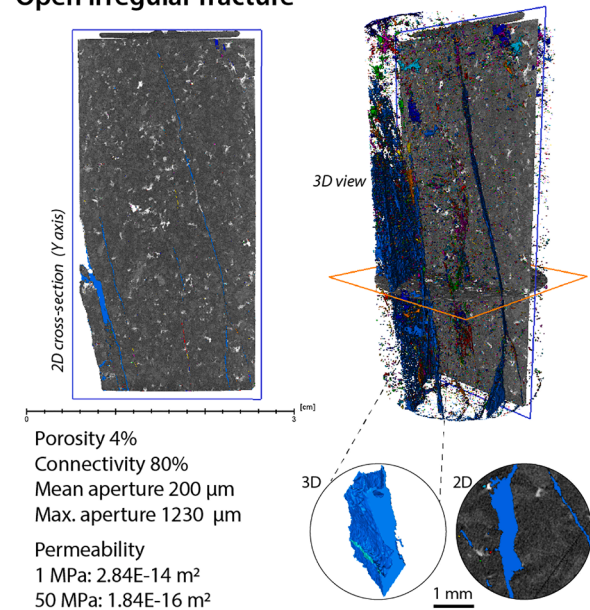 Open irregular fracture
2D cross-section (Y axis)
3D view
0
3
[cm]
Porosity 4%
Connectivity 80%
Mean aperture 200 µm
Max. aperture 1230 µm
Permeability
1 MPa: 2.84E-14 m²
50 MPa: 1.84E-16 m²
3D
2D
1 mm